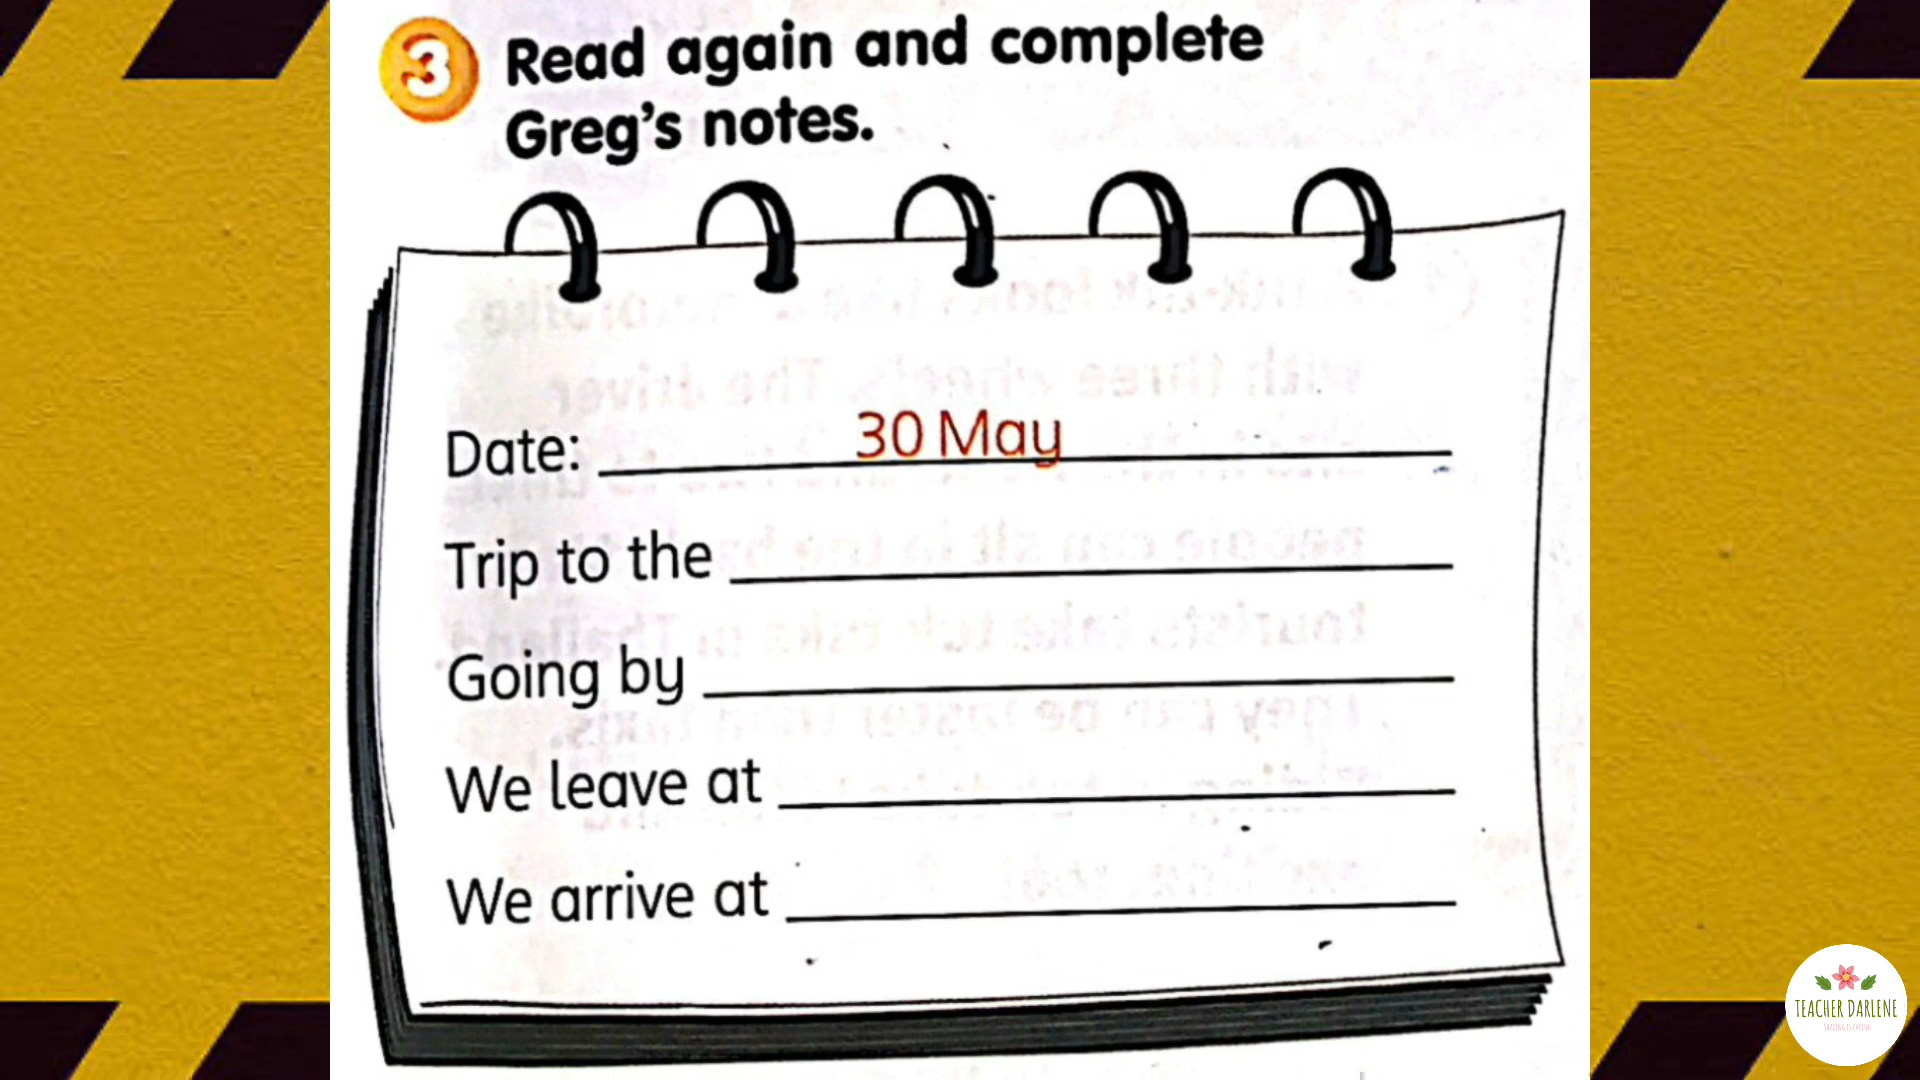 3 Read again and complete
Greg's notes.
Date: 30 May
Trip to the
Going by
We leave at
We arrive at
TEACHER DARLENE